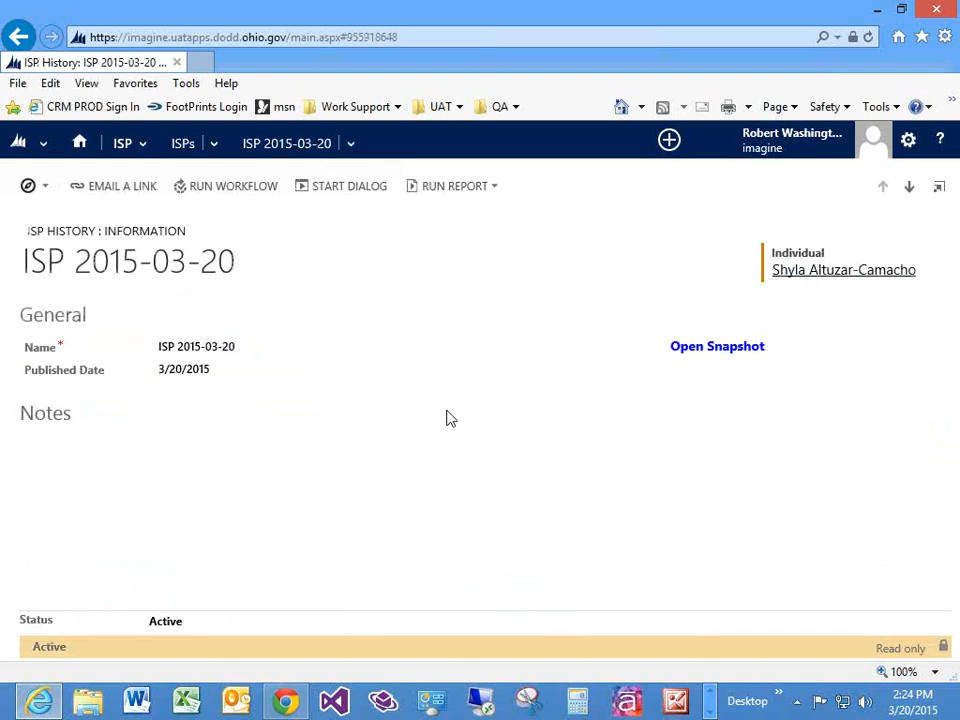 https://imagine.uatapps.dodd.ohio.gov/main.aspx#955918648
ISP History: ISP 2015-03-20 ...
File Edit View Favorites Tools Help
CRM PROD Sign In FootPrints Login msn Work Support UAT QA Page Safety Tools
ISP ISPs ISP 2015-03-20 Robert Washingt... imagine ?
EMAIL A LINK RUN WORKFLOW START DIALOG RUN REPORT
ISP HISTORY : INFORMATION
ISP 2015-03-20
Individual
Shyla Altuzar-Camacho
General
Name* ISP 2015-03-20 Open Snapshot
Published Date 3/20/2015
Notes
Status Active
Active Read only
100%
Desktop
2:24 PM
3/20/2015